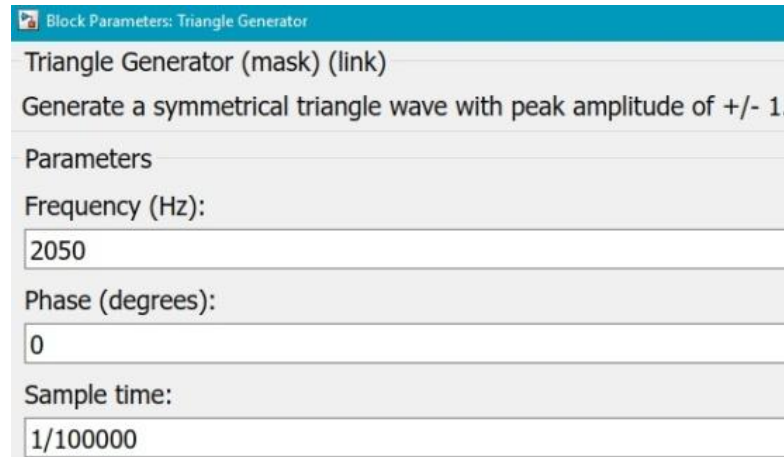 Block Parameters: Triangle Generator
Triangle Generator (mask) (link)
Generate a symmetrical triangle wave with peak amplitude of +/- 1.
Parameters
Frequency (Hz):
2050
Phase (degrees):
0
Sample time:
1/100000